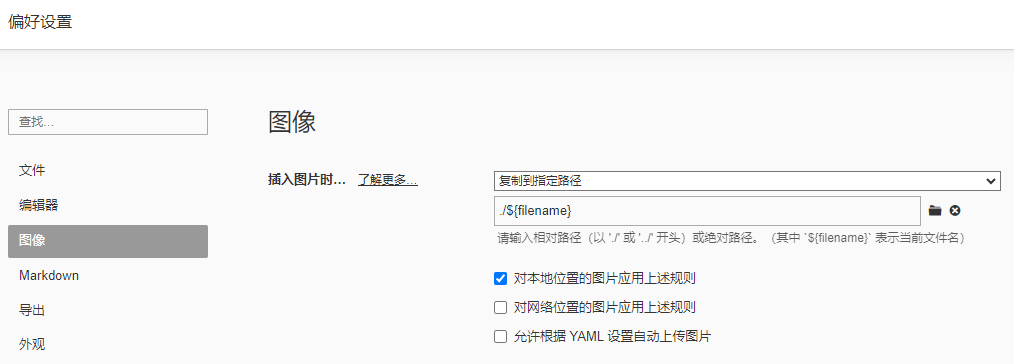 偏好设置
查找...
文件
编辑器
图像
Markdown
导出
外观
图像
插入图片时... 了解更多...
复制到指定路径
./${filename}
请输入相对路径（以 './' 或 '../' 开头）或绝对路径。（其中 `${filename}` 表示当前文件名）
对本地位置的图片应用上述规则
对网络位置的图片应用上述规则
允许根据 YAML 设置自动上传图片